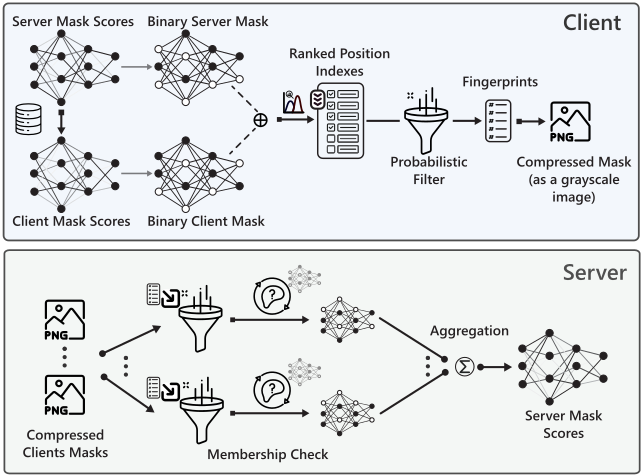 Client
Server Mask Scores
Binary Server Mask
Ranked Position
Indexes
Fingerprints
PNG
Probabilistic
Filter
Compressed Mask
(as a grayscale
image)
Client Mask Scores
Binary Client Mask
Server
PNG
PNG
Aggregation
Σ
Compressed
Clients Masks
Membership Check
Server Mask
Scores